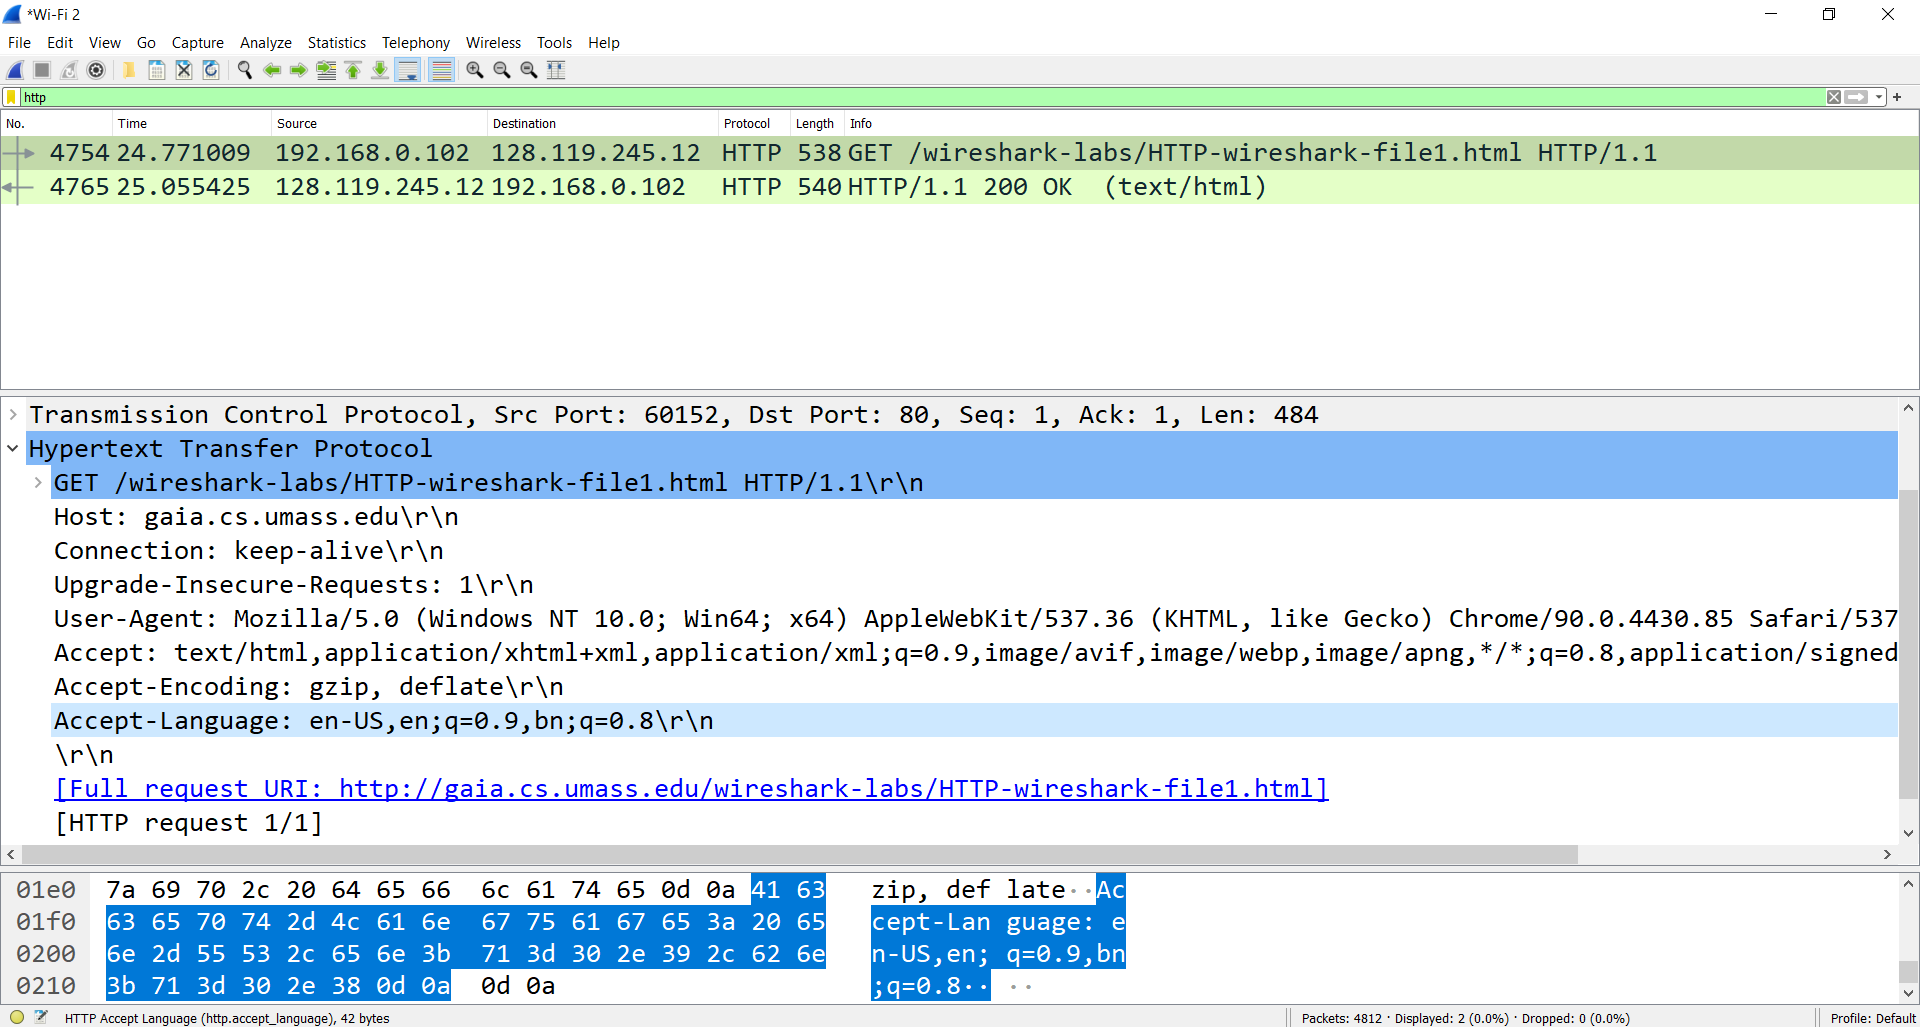 *Wi-Fi 2
File Edit View Go Capture Analyze Statistics Telephony Wireless Tools Help
http
No. Time Source Destination Protocol Length Info
4754 24.771009 192.168.0.102 128.119.245.12 HTTP 538 GET /wireshark-labs/HTTP-wireshark-file1.html HTTP/1.1
4765 25.055425 128.119.245.12 192.168.0.102 HTTP 540 HTTP/1.1 200 OK (text/html)
Transmission Control Protocol, Src Port: 60152, Dst Port: 80, Seq: 1, Ack: 1, Len: 484
Hypertext Transfer Protocol
GET /wireshark-labs/HTTP-wireshark-file1.html HTTP/1.1\r\n
Host: gaia.cs.umass.edu\r\n
Connection: keep-alive\r\n
Upgrade-Insecure-Requests: 1\r\n
User-Agent: Mozilla/5.0 (Windows NT 10.0; Win64; x64) AppleWebKit/537.36 (KHTML, like Gecko) Chrome/90.0.4430.85 Safari/537
Accept: text/html,application/xhtml+xml,application/xml;q=0.9,image/avif,image/webp,image/apng,*/*;q=0.8,application/signed
Accept-Encoding: gzip, deflate\r\n
Accept-Language: en-US,en;q=0.9,bn;q=0.8\r\n
\r\n
[Full request URI: http://gaia.cs.umass.edu/wireshark-labs/HTTP-wireshark-file1.html]
[HTTP request 1/1]
01e0 7a 69 70 2c 20 64 65 66 6c 61 74 65 0d 0a 41 63 zip, def late··Ac
01f0 63 65 70 74 2d 4c 61 6e 67 75 61 67 65 3a 20 65 cept-Lan guage: e
0200 6e 2d 55 53 2c 65 6e 3b 71 3d 30 2e 39 2c 62 6e n-US,en; q=0.9,bn
0210 3b 71 3d 30 2e 38 0d 0a 0d 0a ;q=0.8·· ··
HTTP Accept Language (http.accept_language), 42 bytes Packets: 4812 · Displayed: 2 (0.0%) · Dropped: 0 (0.0%) Profile: Default